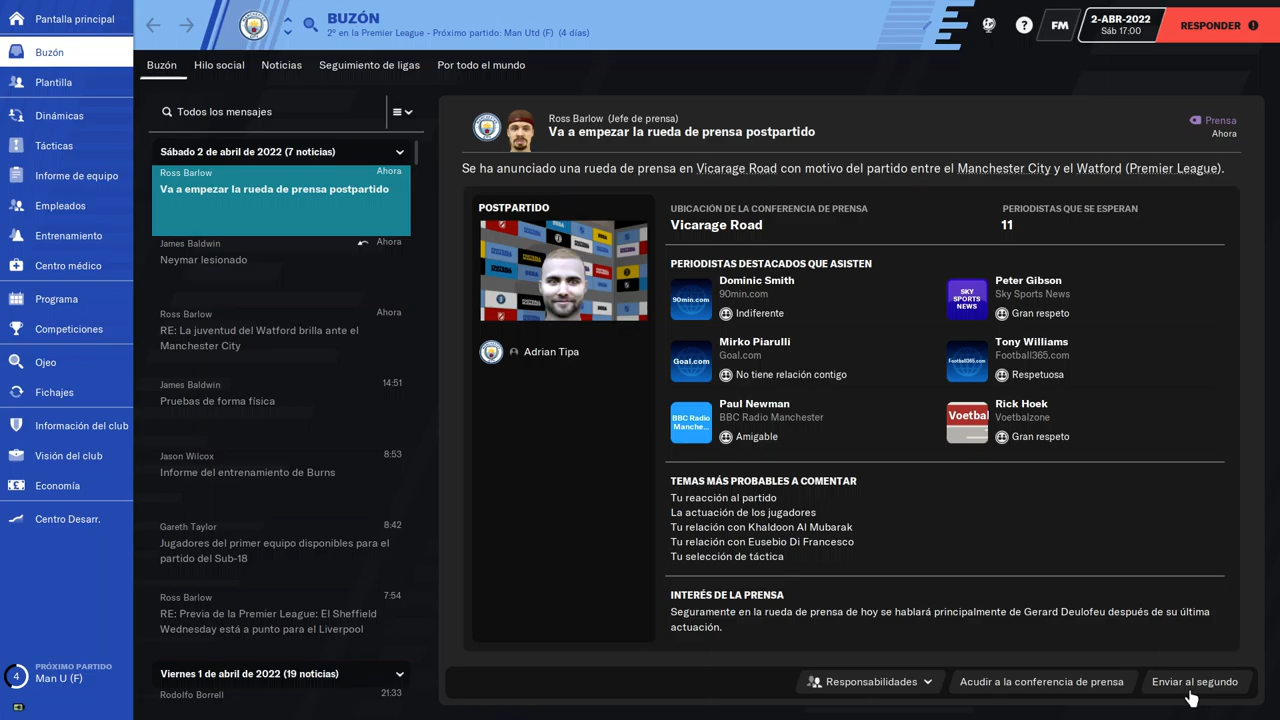 Pantalla principal
Buzón
Plantilla
Dinámicas
Tácticas
Informe de equipo
Empleados
Entrenamiento
Centro médico
Programa
Competiciones
Ojeo
Fichajes
Información del club
Visión del club
Economía
Centro Desarr.
PRÓXIMO PARTIDO
4
Man U (F)
BUZÓN
2º en la Premier League - Próximo partido: Man Utd (F) (4 días)
?
FM
2-ABR-2022
Sáb 17:00
RESPONDER
Buzón
Hilo social
Noticias
Seguimiento de ligas
Por todo el mundo
Todos los mensajes
Sábado 2 de abril de 2022 (7 noticias)
Ross Barlow
Ahora
Va a empezar la rueda de prensa postpartido
James Baldwin
Ahora
Neymar lesionado
Ross Barlow
Ahora
RE: La juventud del Watford brilla ante el
Manchester City
James Baldwin
14:51
Pruebas de forma física
Jason Wilcox
8:53
Informe del entrenamiento de Burns
Gareth Taylor
8:42
Jugadores del primer equipo disponibles para el
partido del Sub-18
Ross Barlow
7:54
RE: Previa de la Premier League: El Sheffield
Wednesday está a punto para el Liverpool
Viernes 1 de abril de 2022 (19 noticias)
Rodolfo Borrell
21:33
Ross Barlow (Jefe de prensa)
Va a empezar la rueda de prensa postpartido
Prensa
Ahora
Se ha anunciado una rueda de prensa en Vicarage Road con motivo del partido entre el Manchester City y el Watford (Premier League).
POSTPARTIDO
Adrian Tipa
UBICACIÓN DE LA CONFERENCIA DE PRENSA
Vicarage Road
PERIODISTAS QUE SE ESPERAN
11
PERIODISTAS DESTACADOS QUE ASISTEN
90min.com
Dominic Smith
90min.com
Indiferente
SKY
SPORTS
NEWS
Peter Gibson
Sky Sports News
Gran respeto
Goal.com
Mirko Piarulli
Goal.com
No tiene relación contigo
Football365.com
Tony Williams
Football365.com
Respetuosa
BBC Radio
Manche...
Paul Newman
BBC Radio Manchester
Amigable
Voetbal
Rick Hoek
Voetbalzone
Gran respeto
TEMAS MÁS PROBABLES A COMENTAR
Tu reacción al partido
La actuación de los jugadores
Tu relación con Khaldoon Al Mubarak
Tu relación con Eusebio Di Francesco
Tu selección de táctica
INTERÉS DE LA PRENSA
Seguramente en la rueda de prensa de hoy se hablará principalmente de Gerard Deulofeu después de su última
actuación.
Responsabilidades
Acudir a la conferencia de prensa
Enviar al segundo